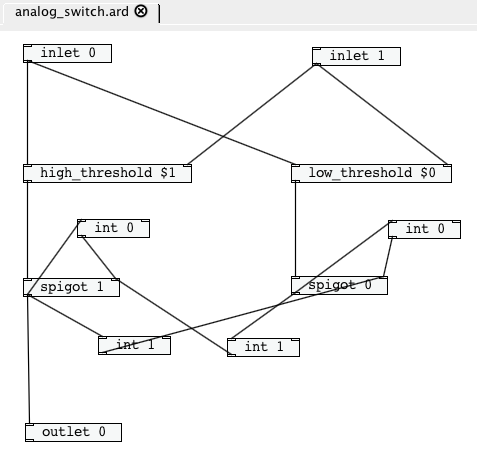 analog_switch.ard
inlet 0
inlet 1
high_threshold $1
low_threshold $0
int 0
int 0
spigot 1
spigot 0
int 1
int 1
outlet 0